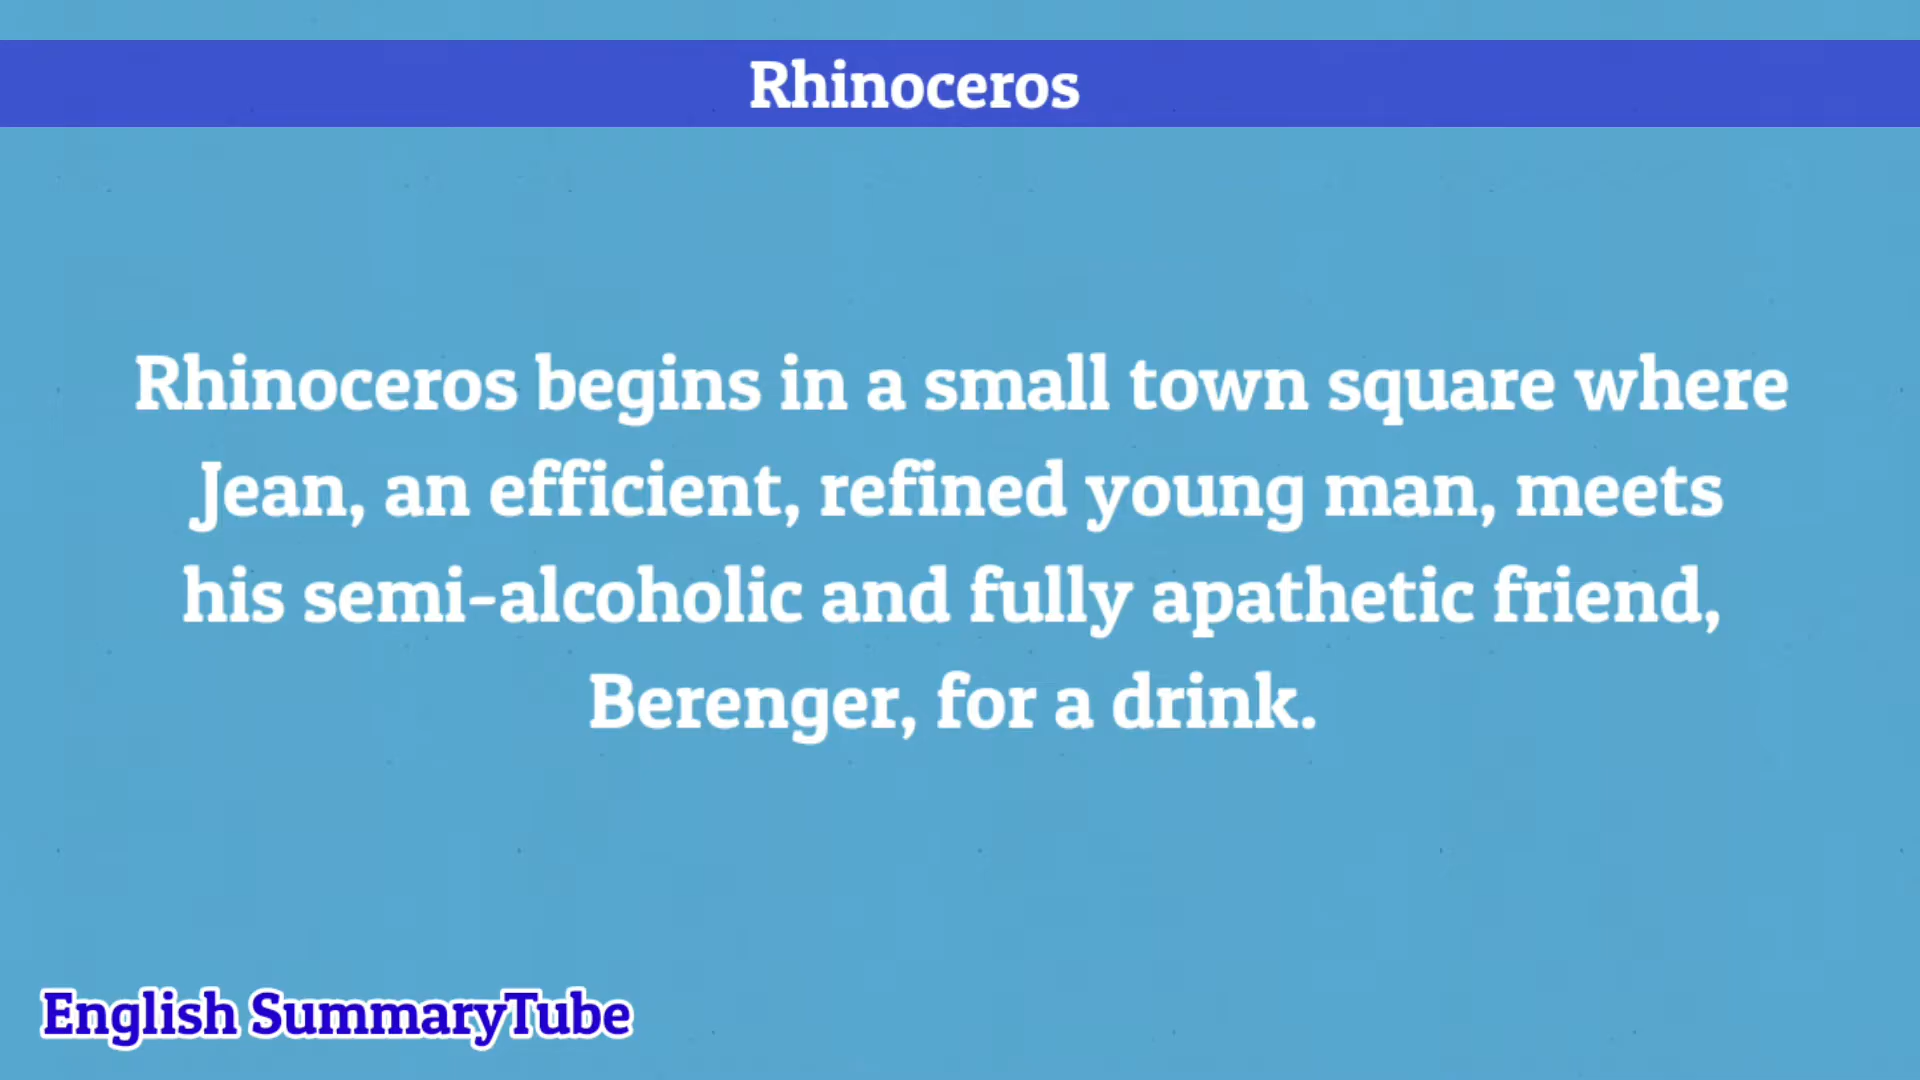 Rhinoceros
Rhinoceros begins in a small town square where
Jean, an efficient, refined young man, meets
his semi-alcoholic and fully apathetic friend,
Berenger, for a drink.
English SummaryTube